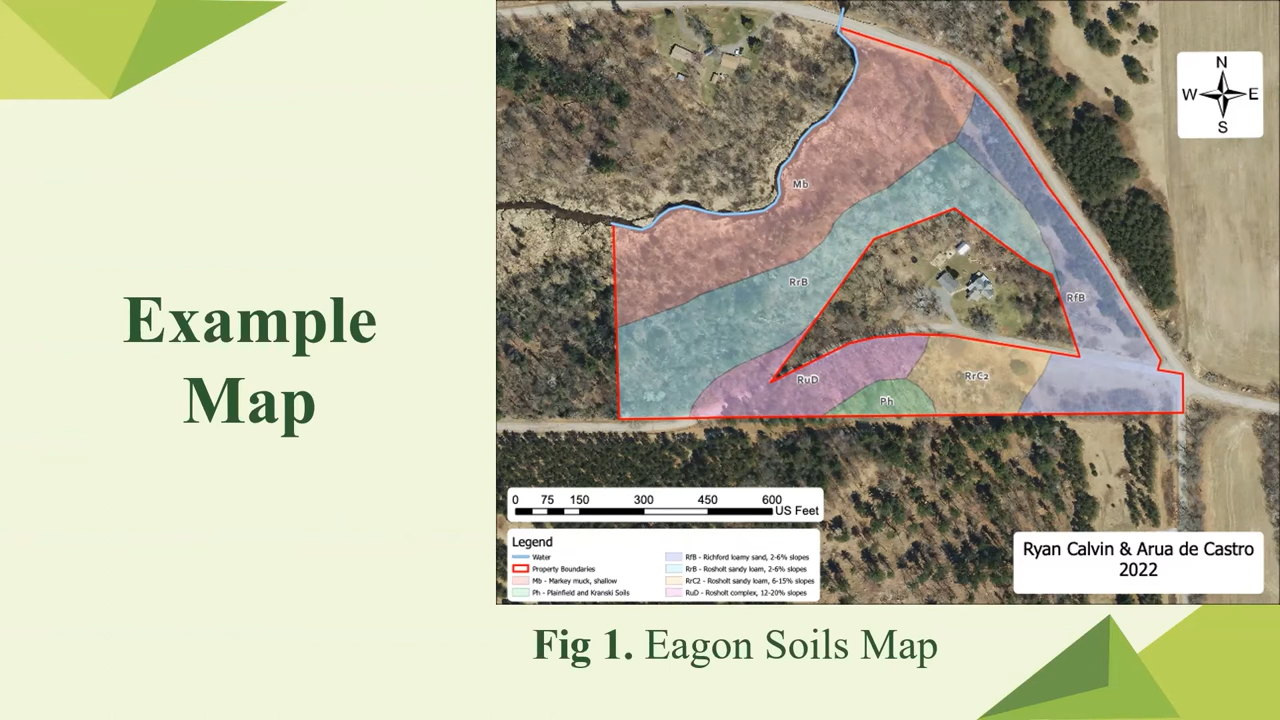 Example
Map
N
W E
S
Mb
RrB
RfB
RuD
RrC2
Ph
0 75 150 300 450 600
US Feet
Legend
Water
Property Boundaries
Mb - Markey muck, shallow
Ph - Plainfield and Kranski Soils
RfB - Richford loamy sand, 2-6% slopes
RrB - Rosholt sandy loam, 2-6% slopes
RrC2 - Rosholt sandy loam, 6-15% slopes
RuD - Rosholt complex, 12-20% slopes
Ryan Calvin & Arua de Castro
2022
Fig 1. Eagon Soils Map